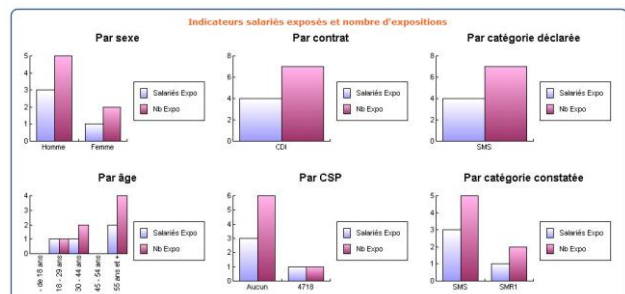 Indicateurs salariés exposés et nombre d'expositions
Par sexe
5
4
3
2
1
0
Homme
Femme
Salariés Expo
Nb Expo
Par contrat
8
6
4
2
0
CDI
Salariés Expo
Nb Expo
Par catégorie déclarée
8
6
4
2
0
SMS
Salariés Expo
Nb Expo
Par âge
4
3
2
1
0
- de 18 ans
18 - 29 ans
30 - 44 ans
45 - 54 ans
55 ans et +
Salariés Expo
Nb Expo
Par CSP
6
5
4
3
2
1
0
Aucun
4718
Salariés Expo
Nb Expo
Par catégorie constatée
5
4
3
2
1
0
SMS
SMR1
Salariés Expo
Nb Expo